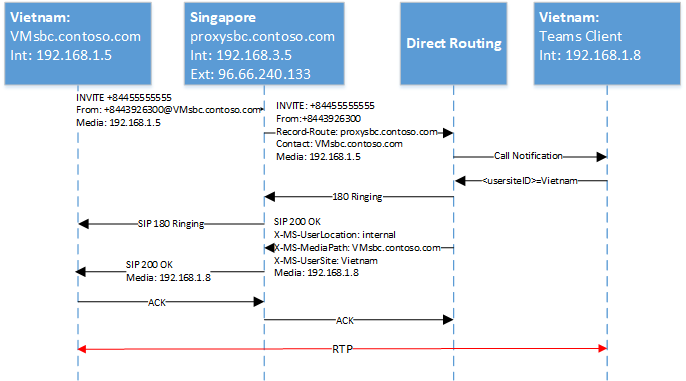 Vietnam:
VMsbc.contoso.com
Int: 192.168.1.5
Singapore
proxysbc.contoso.com
Int: 192.168.3.5
Ext: 96.66.240.133
Direct Routing
Vietnam:
Teams Client
Int: 192.168.1.8
INVITE +84455555555
From: +8443926300@VMsbc.contoso.com
Media: 192.168.1.5
INVITE: +84455555555
From:+8443926300
Record-Route: proxysbc.contoso.com
Contact: VMsbc.contoso.com
Media: 192.168.1.5
Call Notification
<usersiteID>=Vietnam
180 Ringing
SIP 180 Ringing
SIP 200 OK
X-MS-UserLocation: internal
X-MS-MediaPath: VMsbc.contoso.com
X-MS-UserSite: Vietnam
Media: 192.168.1.8
SIP 200 OK
Media: 192.168.1.8
ACK
ACK
RTP